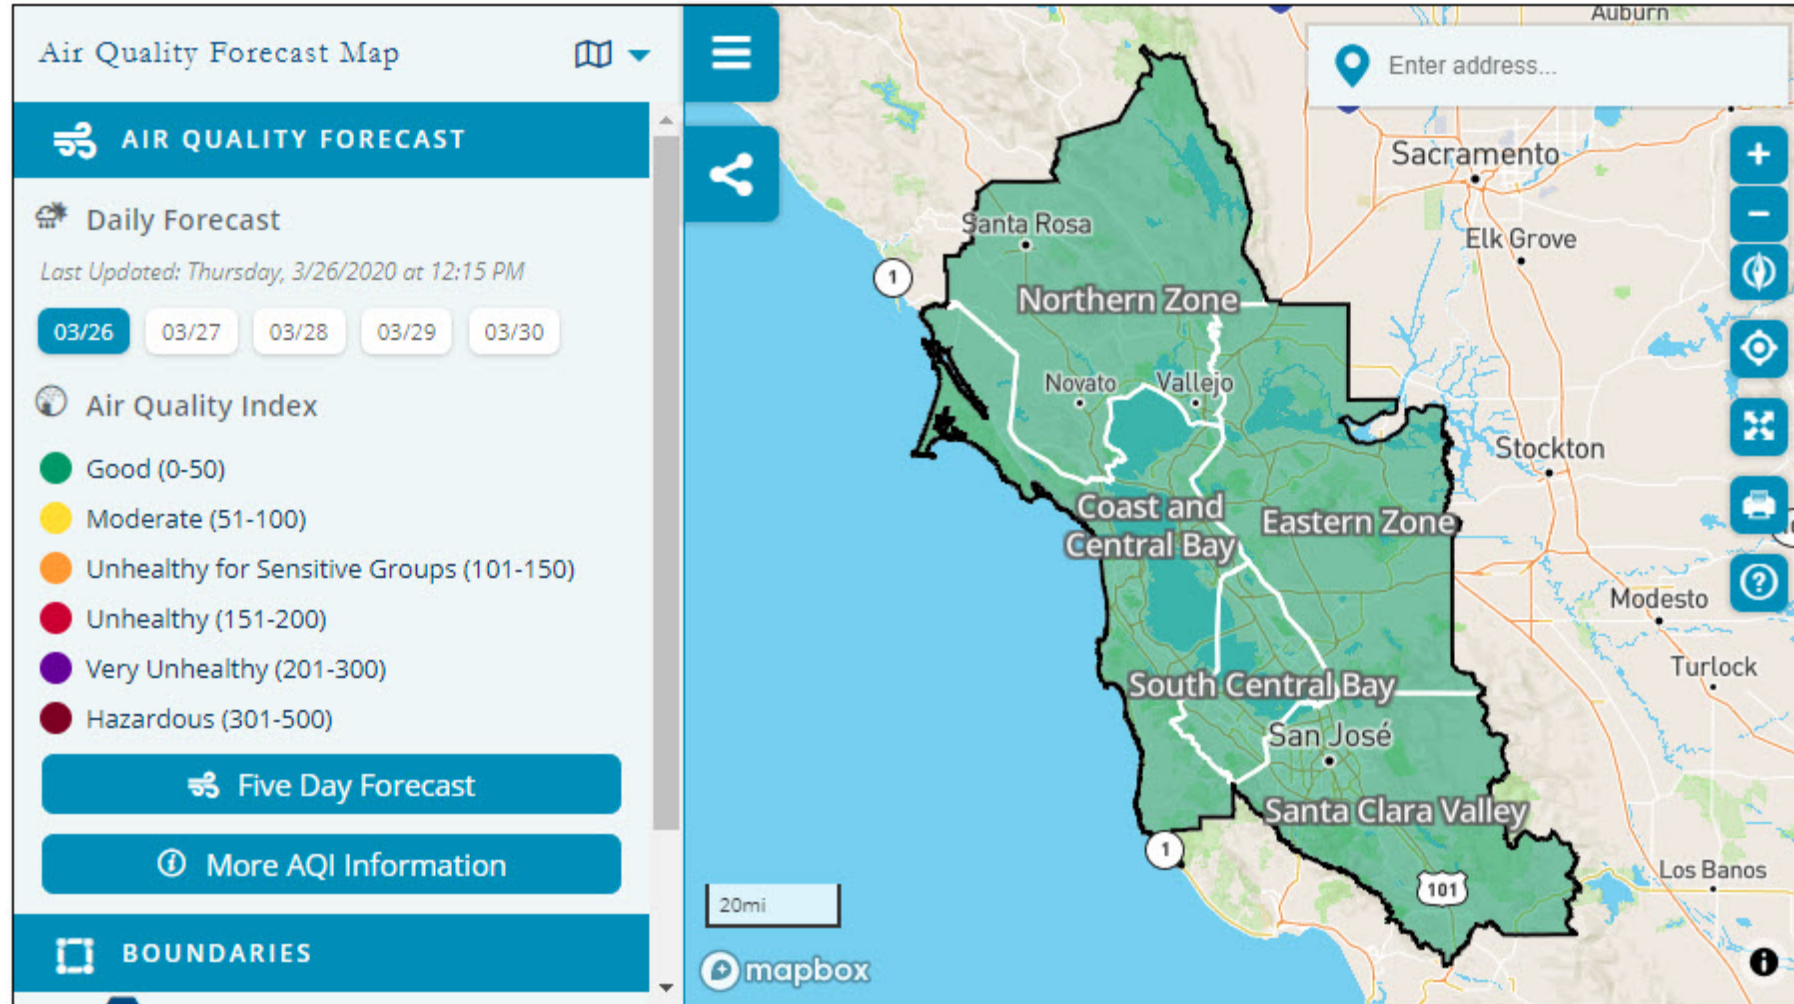 Air Quality Forecast Map
AIR QUALITY FORECAST
Daily Forecast
Last Updated: Thursday, 3/26/2020 at 12:15 PM
03/26 03/27 03/28 03/29 03/30
Air Quality Index
Good (0-50)
Moderate (51-100)
Unhealthy for Sensitive Groups (101-150)
Unhealthy (151-200)
Very Unhealthy (201-300)
Hazardous (301-500)
Five Day Forecast
More AQI Information
BOUNDARIES
Auburn
Enter address...
Sacramento
Santa Rosa
Elk Grove
1
Northern Zone
Novato
Vallejo
Stockton
Coast and
Central Bay
Eastern Zone
Modesto
Turlock
South Central Bay
San José
Santa Clara Valley
1
Los Banos
101
20mi
mapbox